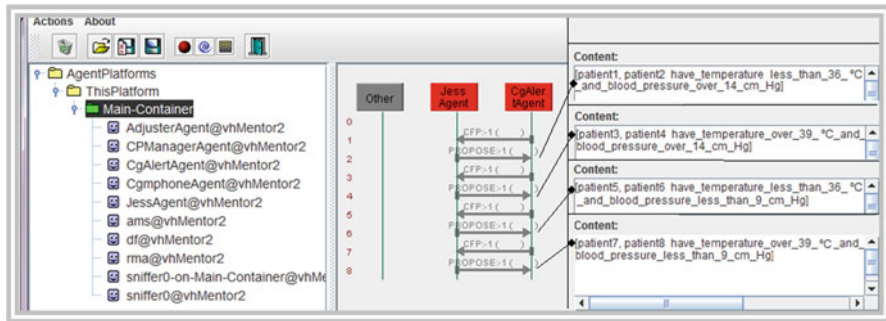 Actions About
AgentPlatforms
ThisPlatform
Main-Container
AdjusterAgent@vhMentor2
CPManagerAgent@vhMentor2
CgAlertAgent@vhMentor2
CgmphoneAgent@vhMentor2
JessAgent@vhMentor2
ams@vhMentor2
df@vhMentor2
rma@vhMentor2
sniffer0-on-Main-Container@vhMe
sniffer0@vhMentor2
Other
Jess
Agent
CgAler
tAgent
0
1
2
3
4
5
6
7
8
CFP:-1 ( )
PROPOSE:-1 ( )
CFP:-1 ( )
PROPOSE:-1 ( )
CFP:-1 ( )
PROPOSE:-1 ( )
CFP:-1 ( )
PROPOSE:-1 ( )
Content:
[patient1, patient2 have_temperature less_than_36_ °C
_and_blood_pressure_over_14_cm_Hg]
Content:
[patient3, patient4 have_temperature_over_39_ °C_and_
blood_pressure_over_14_cm_Hg]
Content:
[patient5, patient6 have_temperature_less_than_36_ °C
_and_blood_pressure_less_than_9_cm_Hg]
Content:
[patient7, patient8 have_temperature_over_39_ °C_and_
blood_pressure_less_than_9_cm_Hg]